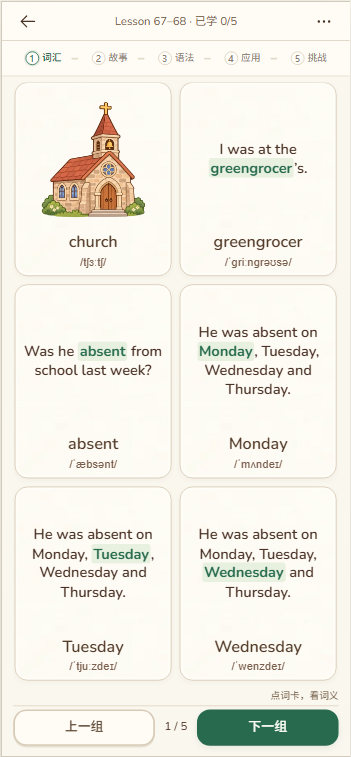 Lesson 67–68 · 已学 0/5
1 词汇 – 2 故事 – 3 语法 – 4 应用 – 5 挑战
church
/tʃɜːtʃ/
I was at the
greengrocer's.
greengrocer
/ˈɡriːnɡrəʊsə/
Was he absent from
school last week?
absent
/ˈæbsənt/
He was absent on
Monday, Tuesday,
Wednesday and
Thursday.
Monday
/ˈmʌndeɪ/
He was absent on
Monday, Tuesday,
Wednesday and
Thursday.
Tuesday
/ˈtjuːzdeɪ/
He was absent on
Monday, Tuesday,
Wednesday and
Thursday.
Wednesday
/ˈwenzdeɪ/
点词卡，看词义
上一组 1 / 5 下一组